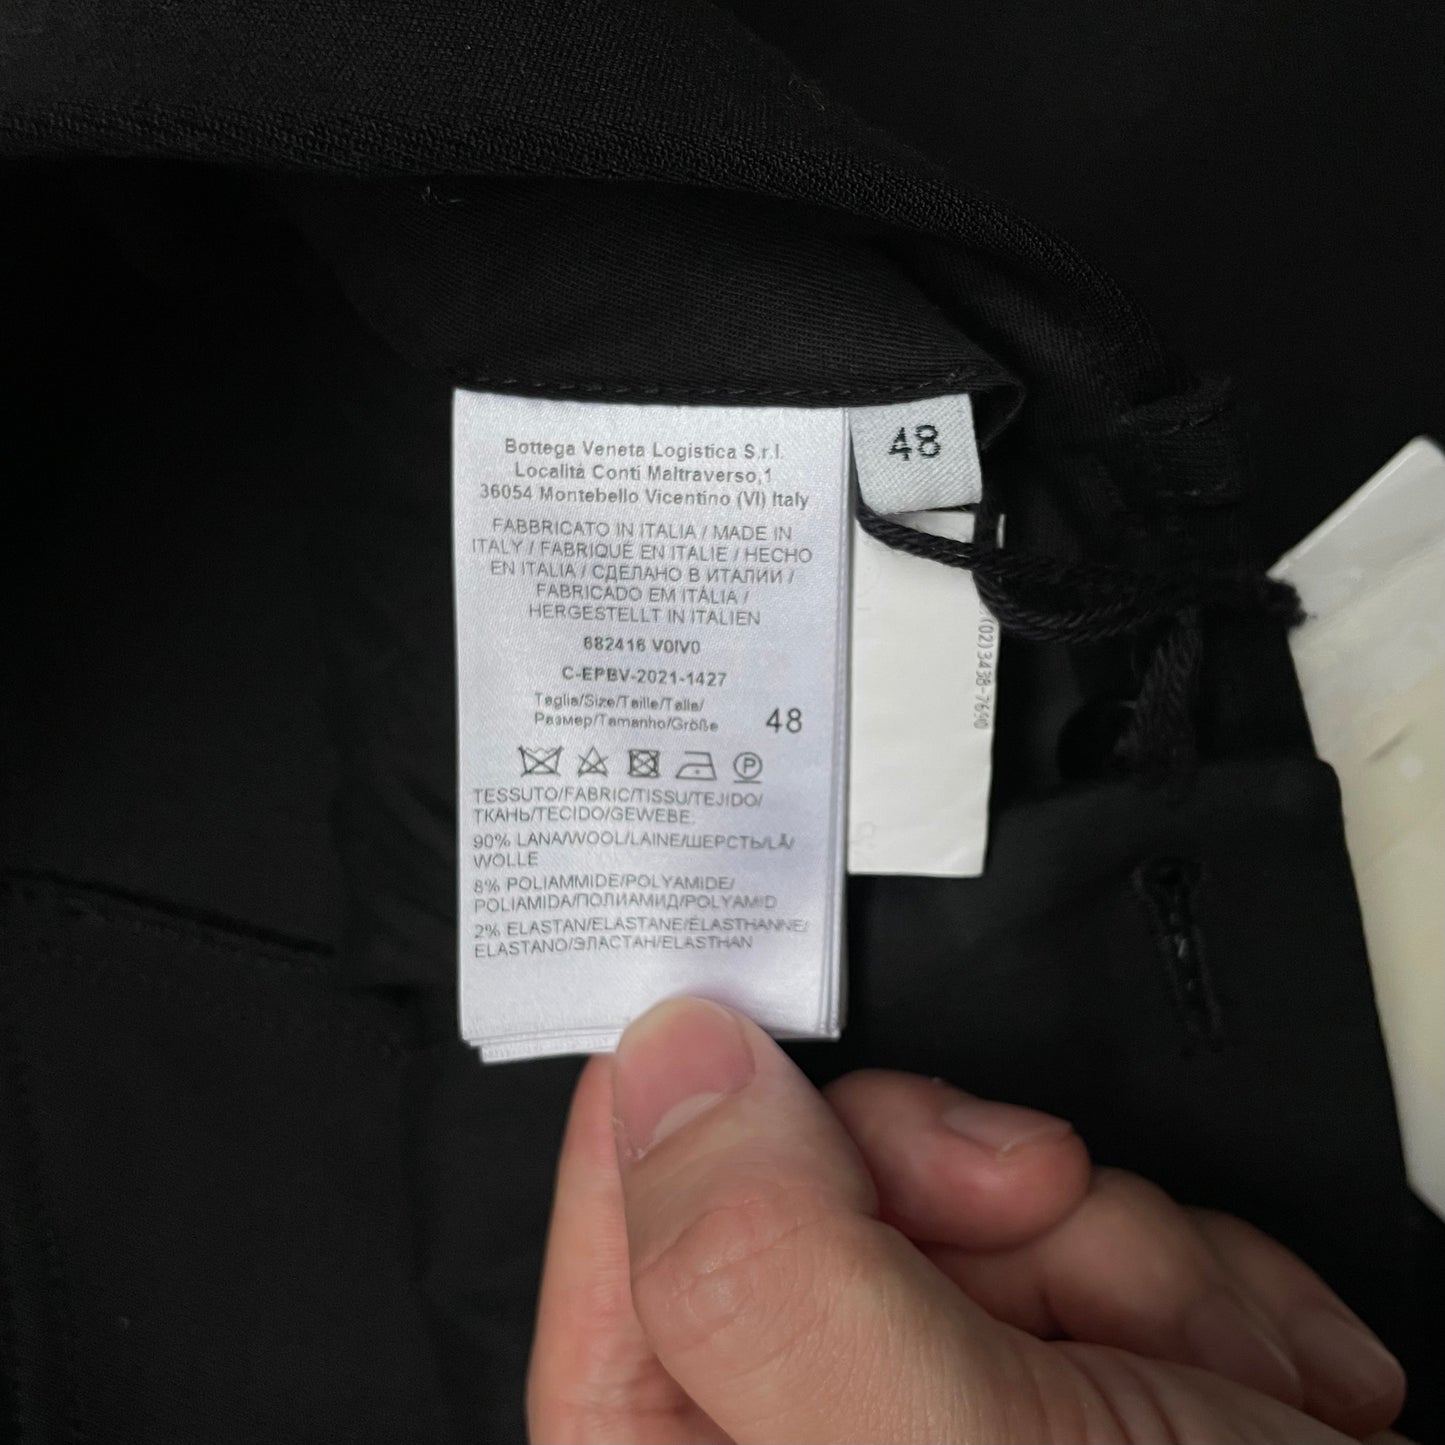 Bottega Veneta Logistica S.r.l.
Località Conti Maltraverso,1
36054 Montebello Vicentino (VI) Italy
FABBRICATO IN ITALIA / MADE IN
ITALY / FABRIQUÉ EN ITALIE / HECHO
EN ITALIA / СДЕЛАНО В ИТАЛИИ /
FABRICADO EM ITÁLIA /
HERGESTELLT IN ITALIEN
682416 V0IV0
C-EPBV-2021-1427
Taglia/Size/Taille/Talla/
Размер/Tamanho/Größe
48
P
TESSUTO/FABRIC/TISSU/TEJIDO/
ТКАНЬ/TECIDO/GEWEBE
90% LANA/WOOL/LAINE/ШЕРСТЬ/LÃ/
WOLLE
8% POLIAMMIDE/POLYAMIDE/
POLIAMIDA/ПОЛИАМИД/POLYAMID
2% ELASTAN/ELASTANE/ÉLASTHANNE/
ELASTANO/ЭЛАСТАН/ELASTHAN
48
(02)3438-7690